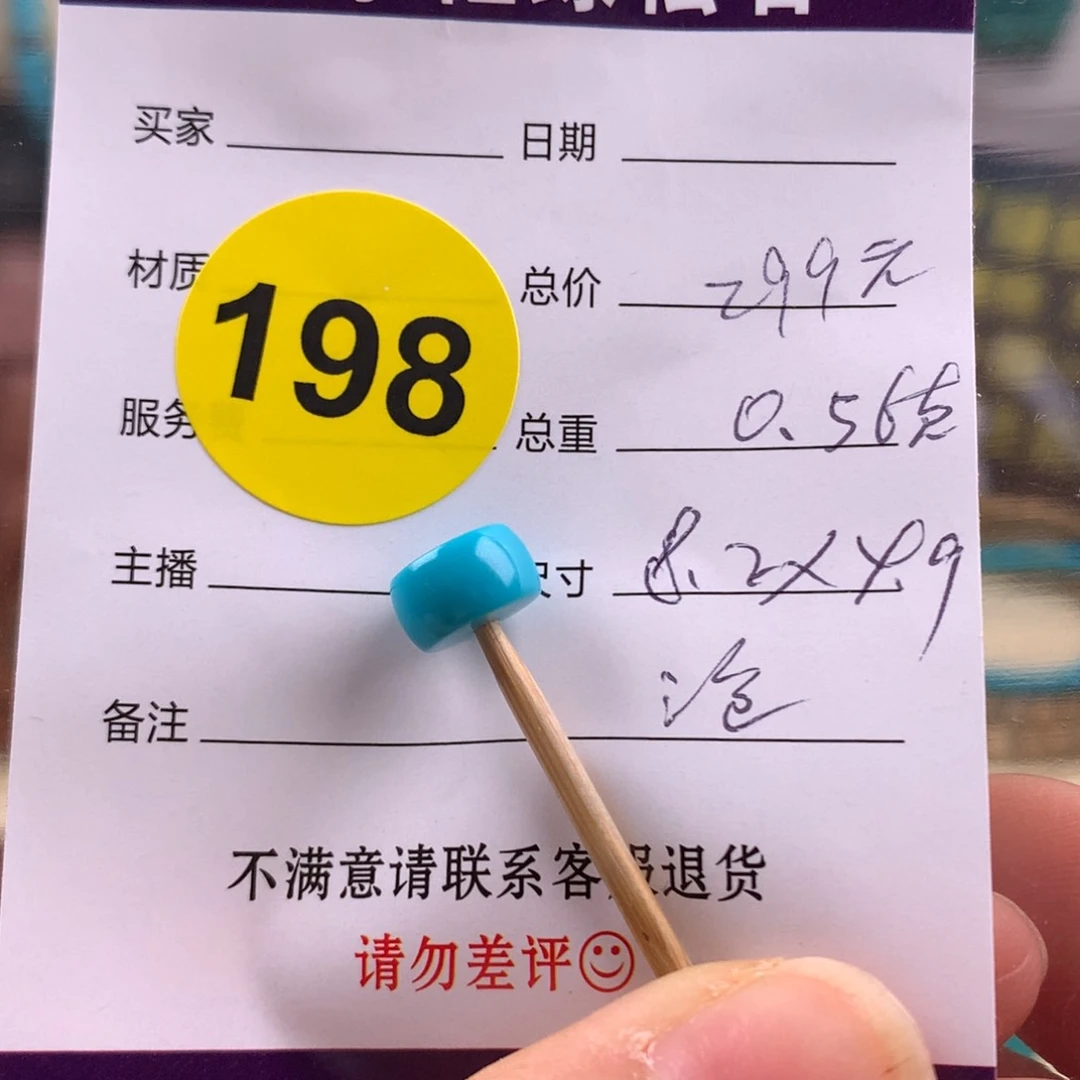 买家 日期
材质 总价 299元
198
服务 总重 0.56克
主播 尺寸 8.2×4.9
备注
不满意请联系客服退货
请勿差评